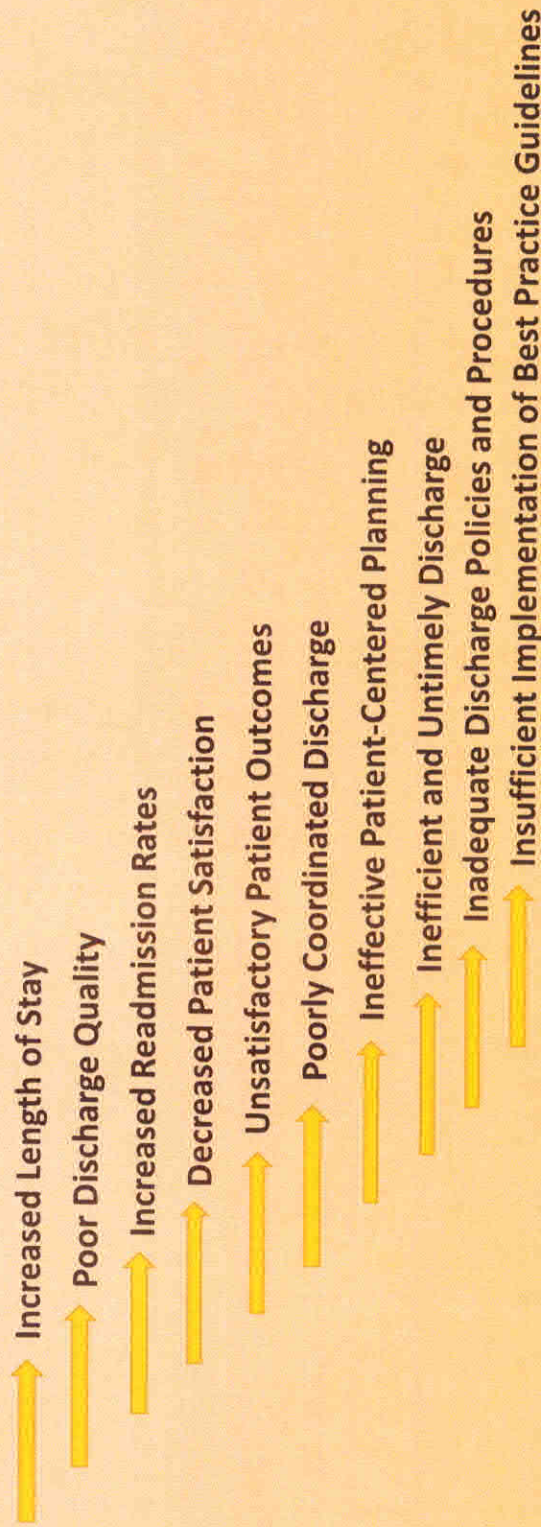 Increased Length of Stay
Poor Discharge Quality
Increased Readmission Rates
Decreased Patient Satisfaction
Unsatisfactory Patient Outcomes
Poorly Coordinated Discharge
Ineffective Patient-Centered Planning
Inefficient and Untimely Discharge
Inadequate Discharge Policies and Procedures
Insufficient Implementation of Best Practice Guidelines